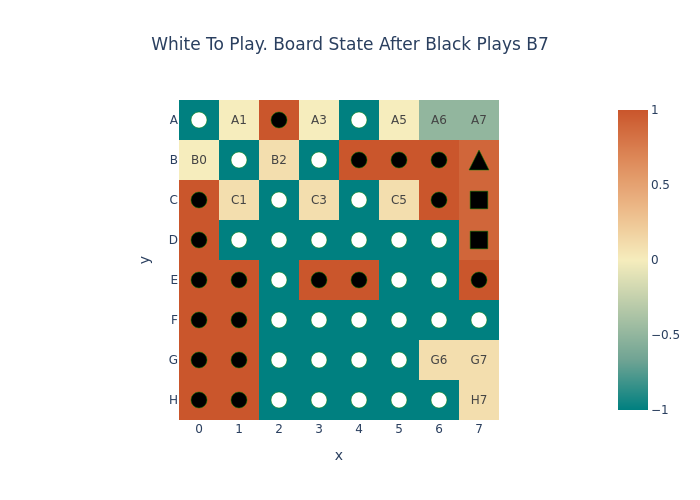 White To Play. Board State After Black Plays B7
A A1 A3 A5 A6 A7
B B0 B2
C C1 C3 C5
D
E
F
G G6 G7
H H7
0 1 2 3 4 5 6 7
x
y
1
0.5
0
−0.5
−1